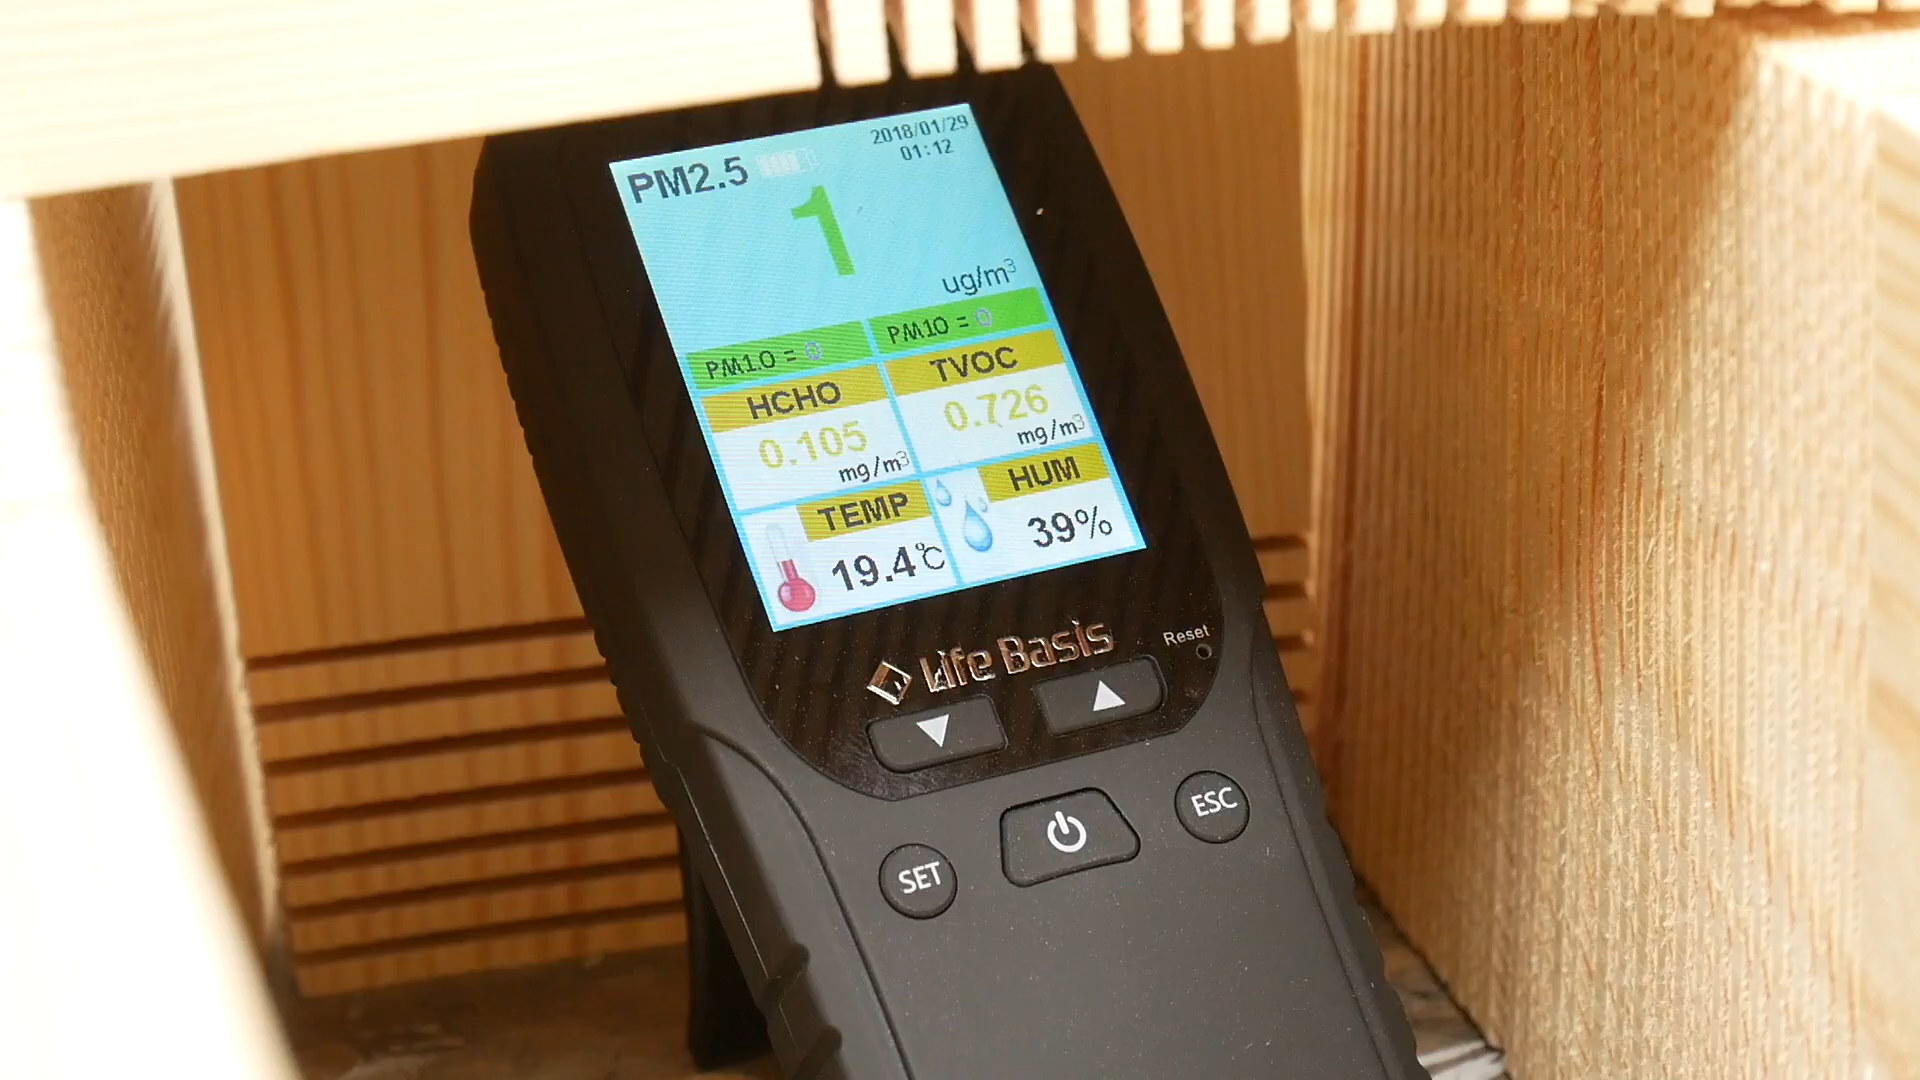 2018/01/29
01:12
PM2.5
1
ug/m³
PM1.0 = 0
PM10 = 0
HCHO
0.105
mg/m³
TVOC
0.726
mg/m³
TEMP
19.4℃
HUM
39%
Life Basis
Reset
SET
ESC